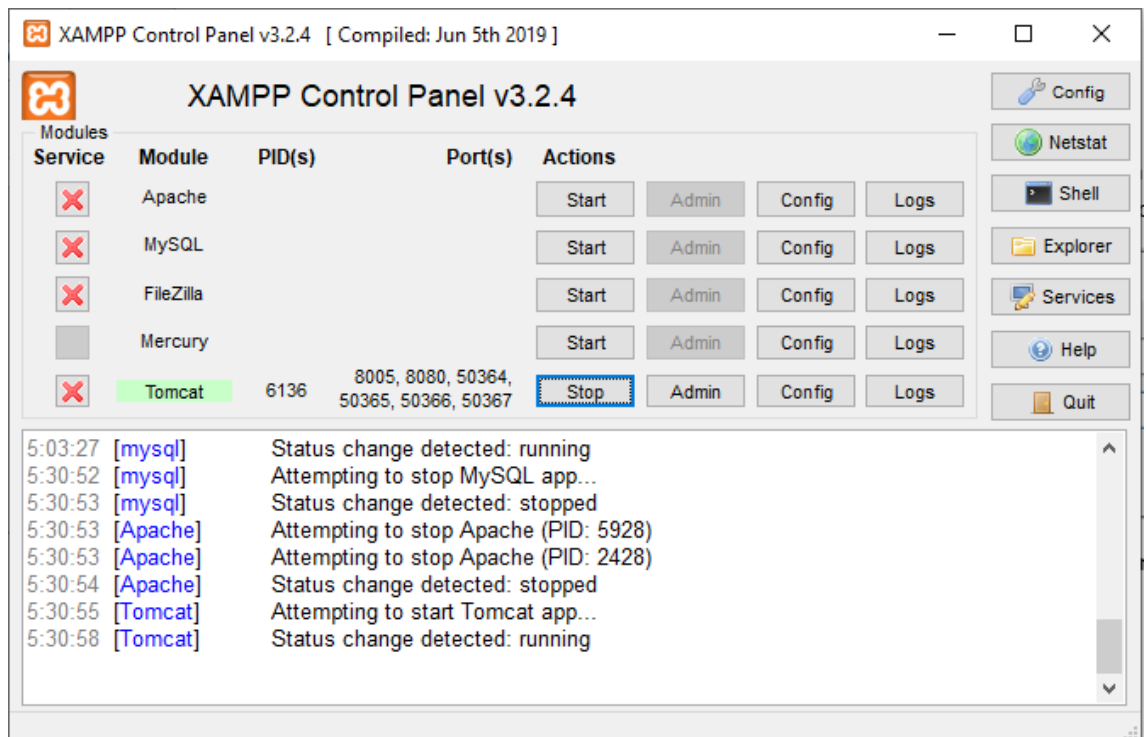 XAMPP Control Panel v3.2.4 [ Compiled: Jun 5th 2019 ]
XAMPP Control Panel v3.2.4
Config
Modules
Service Module PID(s) Port(s) Actions
Netstat
Apache Start Admin Config Logs
Shell
MySQL Start Admin Config Logs
Explorer
FileZilla Start Admin Config Logs
Services
Mercury Start Admin Config Logs
Help
Tomcat 6136 8005, 8080, 50364,
50365, 50366, 50367 Stop Admin Config Logs
Quit
5:03:27 [mysql] Status change detected: running
5:30:52 [mysql] Attempting to stop MySQL app...
5:30:53 [mysql] Status change detected: stopped
5:30:53 [Apache] Attempting to stop Apache (PID: 5928)
5:30:53 [Apache] Attempting to stop Apache (PID: 2428)
5:30:54 [Apache] Status change detected: stopped
5:30:55 [Tomcat] Attempting to start Tomcat app...
5:30:58 [Tomcat] Status change detected: running